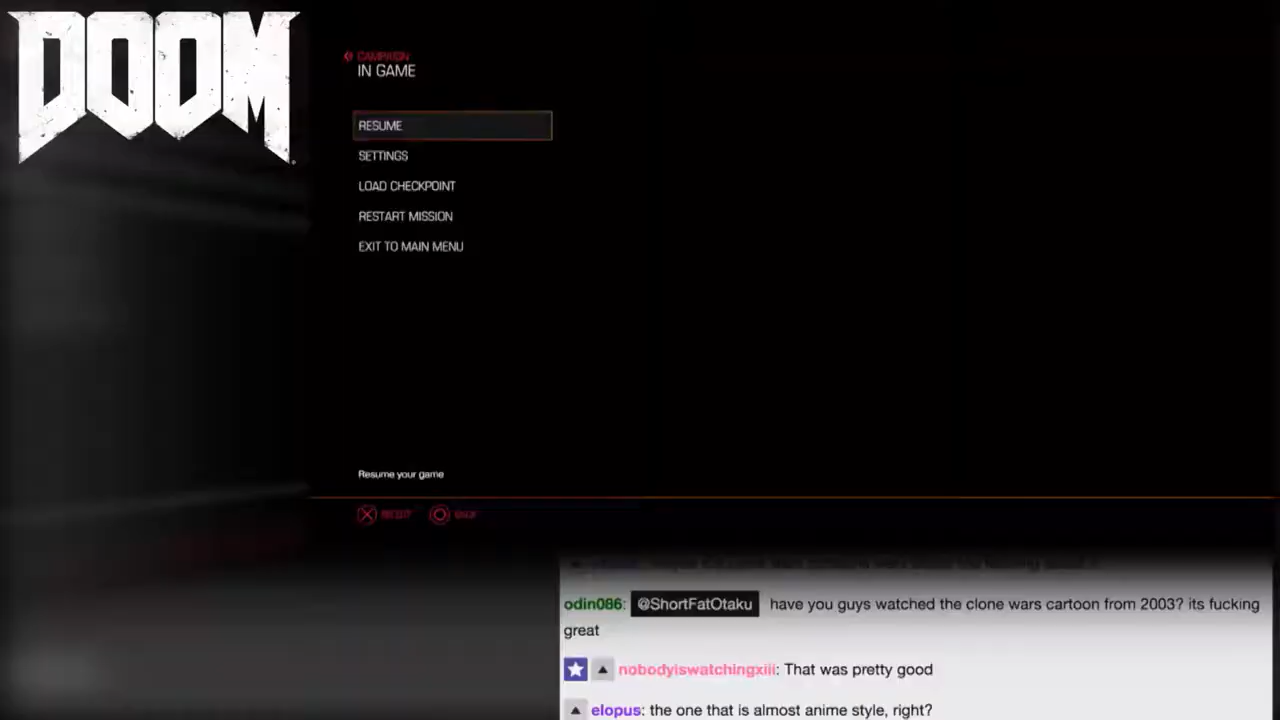 DOOM
CAMPAIGN
IN GAME
RESUME
SETTINGS
LOAD CHECKPOINT
RESTART MISSION
EXIT TO MAIN MENU
Resume your game
BACK
odin086: @ShortFatOtaku have you guys watched the clone wars cartoon from 2003? its fucking
great
nobodyiswatchingxiii: That was pretty good
elopus: the one that is almost anime style, right?